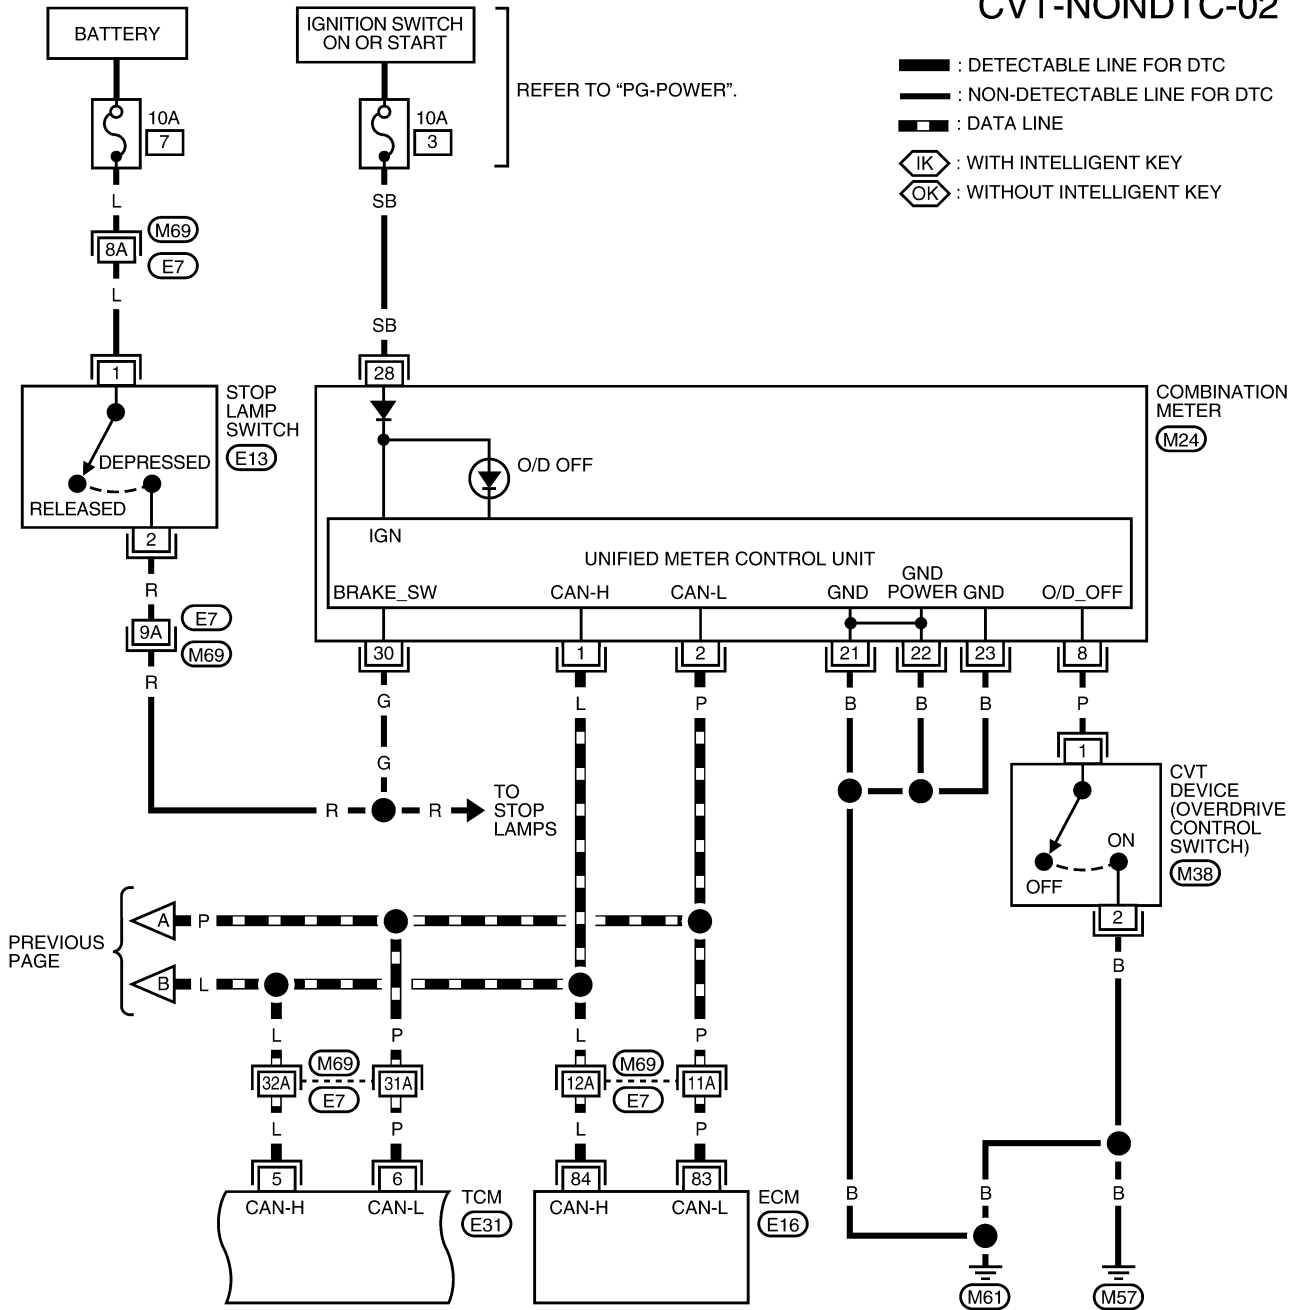 CVT-NONDTC-02
BATTERY
IGNITION SWITCH
ON OR START
REFER TO “PG-POWER”.
: DETECTABLE LINE FOR DTC
: NON-DETECTABLE LINE FOR DTC
: DATA LINE
IK : WITH INTELLIGENT KEY
OK : WITHOUT INTELLIGENT KEY
10A
7
10A
3
L
SB
M69
8A
E7
L
SB
1
28
STOP
LAMP
SWITCH
E13
DEPRESSED
RELEASED
2
COMBINATION
METER
M24
O/D OFF
IGN
UNIFIED METER CONTROL UNIT
BRAKE_SW
CAN-H
CAN-L
GND
GND
POWER
GND
O/D_OFF
30
1
2
21
22
23
8
R
E7
9A
M69
R
G
L
P
B
B
B
P
G
R
R
TO
STOP
LAMPS
1
CVT
DEVICE
(OVERDRIVE
CONTROL
SWITCH)
M38
ON
OFF
2
B
PREVIOUS
PAGE
A
P
B
L
L
P
L
P
32A
M69
E7
31A
12A
M69
E7
11A
L
P
L
P
5
6
84
83
CAN-H
CAN-L
TCM
E31
CAN-H
CAN-L
ECM
E16
B
B
B
M61
M57